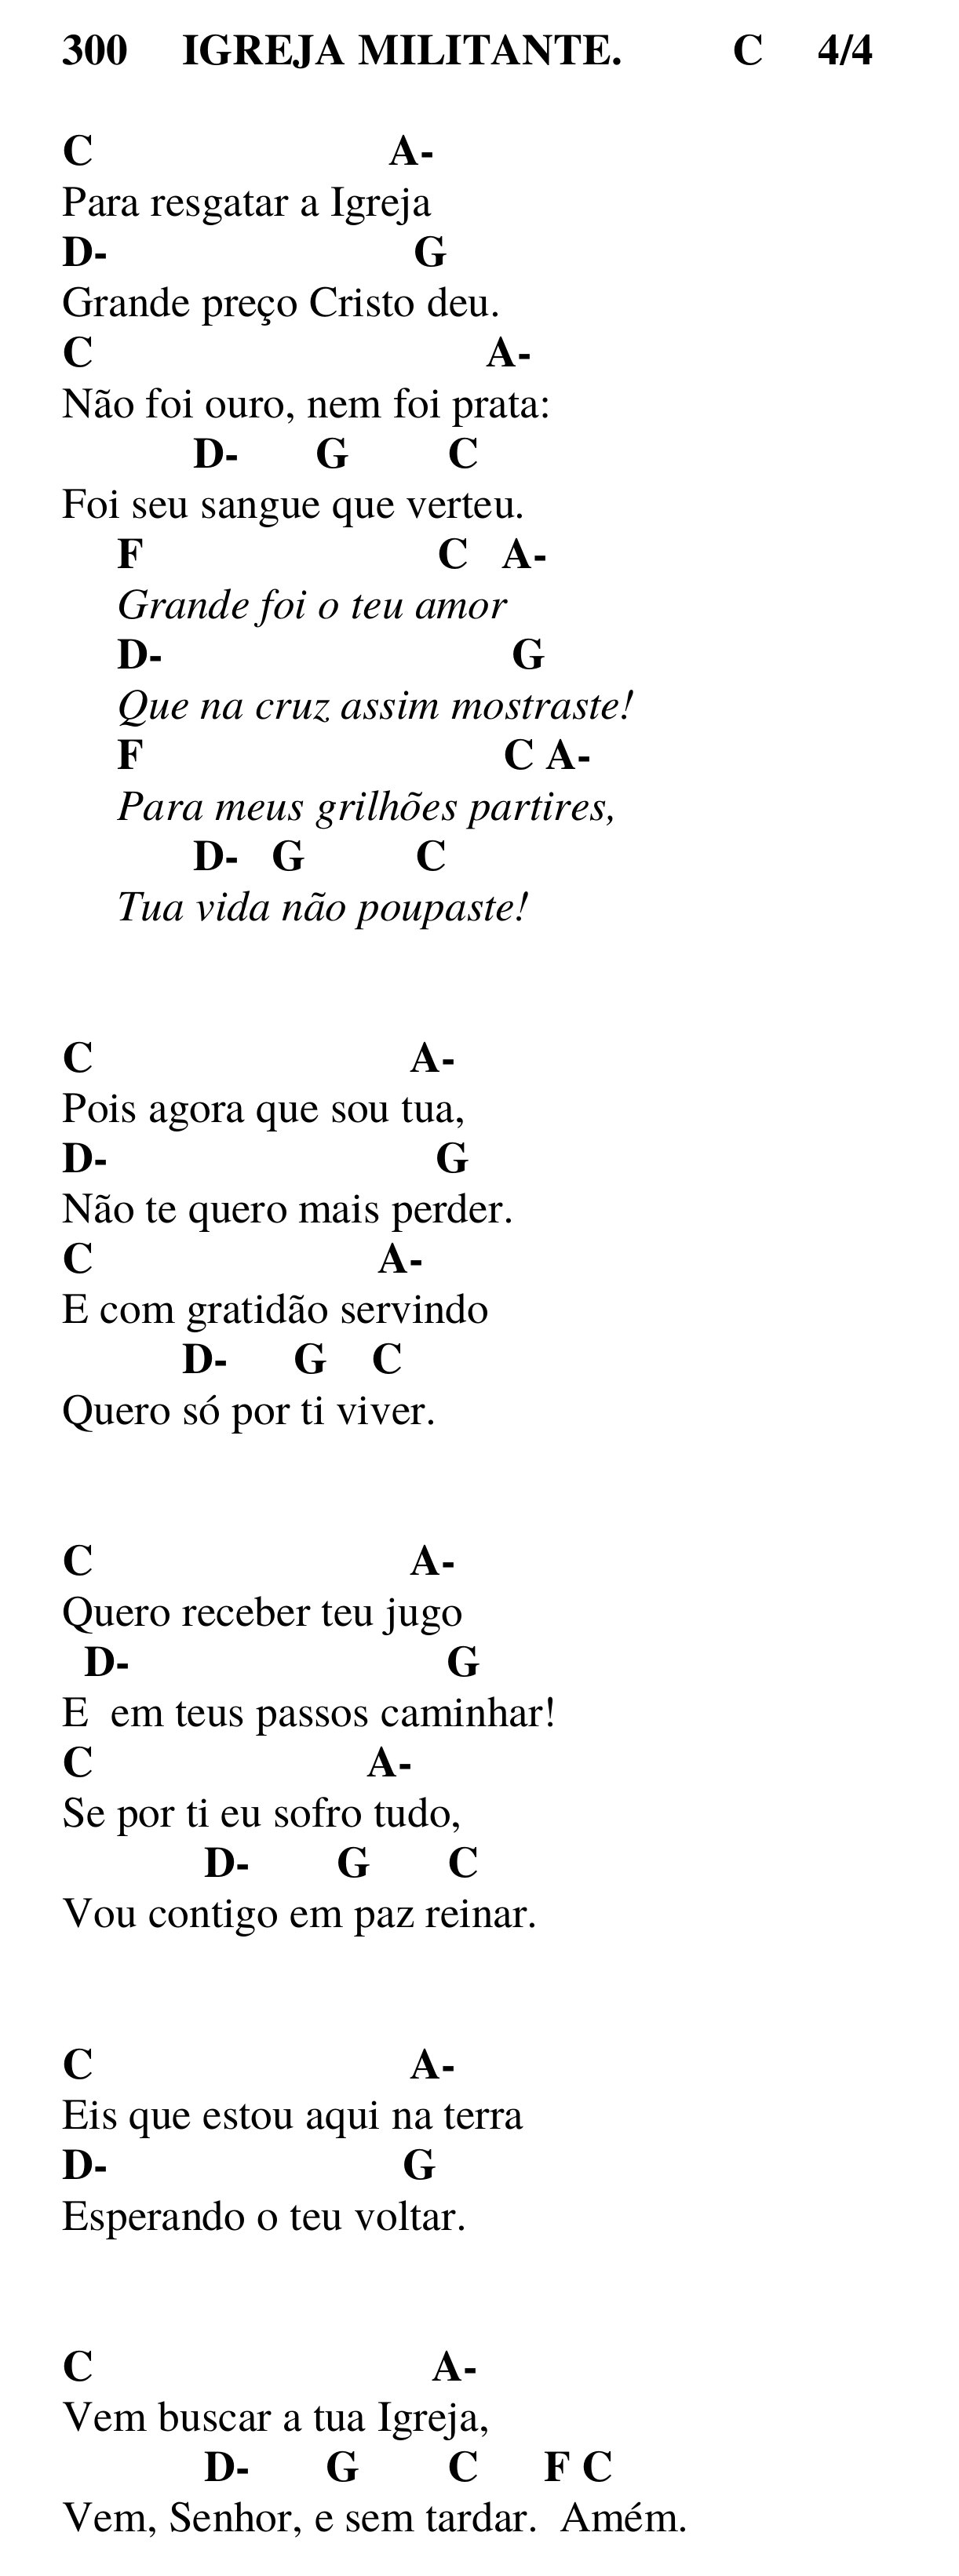 300 IGREJA MILITANTE. C 4/4
C A-
Para resgatar a Igreja
D- G
Grande preço Cristo deu.
C A-
Não foi ouro, nem foi prata:
D- G C
Foi seu sangue que verteu.
F C A-
Grande foi o teu amor
D- G
Que na cruz assim mostraste!
F C A-
Para meus grilhões partires,
D- G C
Tua vida não poupaste!
C A-
Pois agora que sou tua,
D- G
Não te quero mais perder.
C A-
E com gratidão servindo
D- G C
Quero só por ti viver.
C A-
Quero receber teu jugo
D- G
E em teus passos caminhar!
C A-
Se por ti eu sofro tudo,
D- G C
Vou contigo em paz reinar.
C A-
Eis que estou aqui na terra
D- G
Esperando o teu voltar.
C A-
Vem buscar a tua Igreja,
D- G C F C
Vem, Senhor, e sem tardar. Amém.